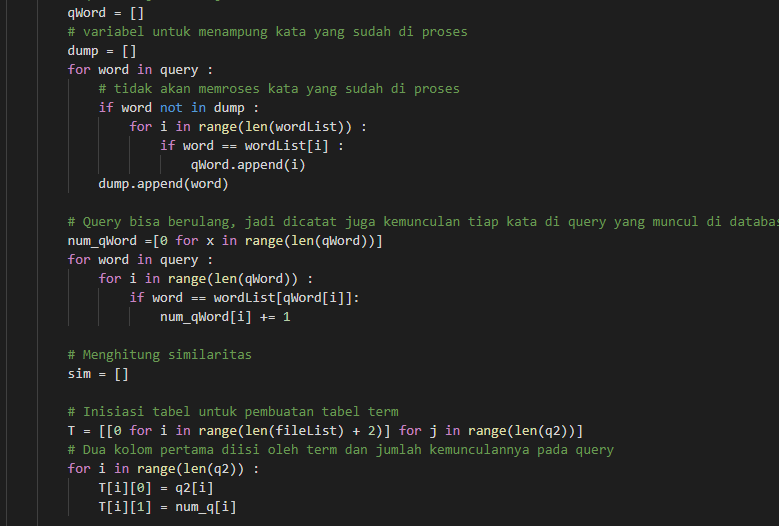 qWord = []
# variabel untuk menampung kata yang sudah di proses
dump = []
for word in query :
# tidak akan memroses kata yang sudah di proses
if word not in dump :
for i in range(len(wordList)) :
if word == wordList[i] :
qWord.append(i)
dump.append(word)
# Query bisa berulang, jadi dicatat juga kemunculan tiap kata di query yang muncul di databas
num_qWord =[0 for x in range(len(qWord))]
for word in query :
for i in range(len(qWord)) :
if word == wordList[qWord[i]]:
num_qWord[i] += 1
# Menghitung similaritas
sim = []
# Inisiasi tabel untuk pembuatan tabel term
T = [[0 for i in range(len(fileList) + 2)] for j in range(len(q2))]
# Dua kolom pertama diisi oleh term dan jumlah kemunculannya pada query
for i in range(len(q2)) :
T[i][0] = q2[i]
T[i][1] = num_q[i]